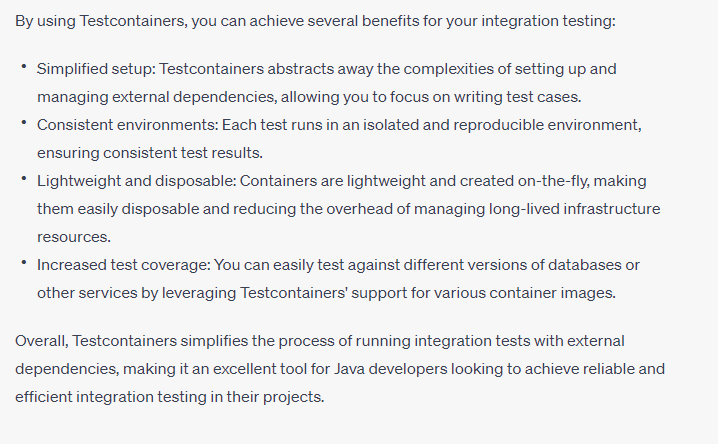 By using Testcontainers, you can achieve several benefits for your integration testing:
• Simplified setup: Testcontainers abstracts away the complexities of setting up and
managing external dependencies, allowing you to focus on writing test cases.
• Consistent environments: Each test runs in an isolated and reproducible environment,
ensuring consistent test results.
• Lightweight and disposable: Containers are lightweight and created on-the-fly, making
them easily disposable and reducing the overhead of managing long-lived infrastructure
resources.
• Increased test coverage: You can easily test against different versions of databases or
other services by leveraging Testcontainers' support for various container images.
Overall, Testcontainers simplifies the process of running integration tests with external
dependencies, making it an excellent tool for Java developers looking to achieve reliable and
efficient integration testing in their projects.